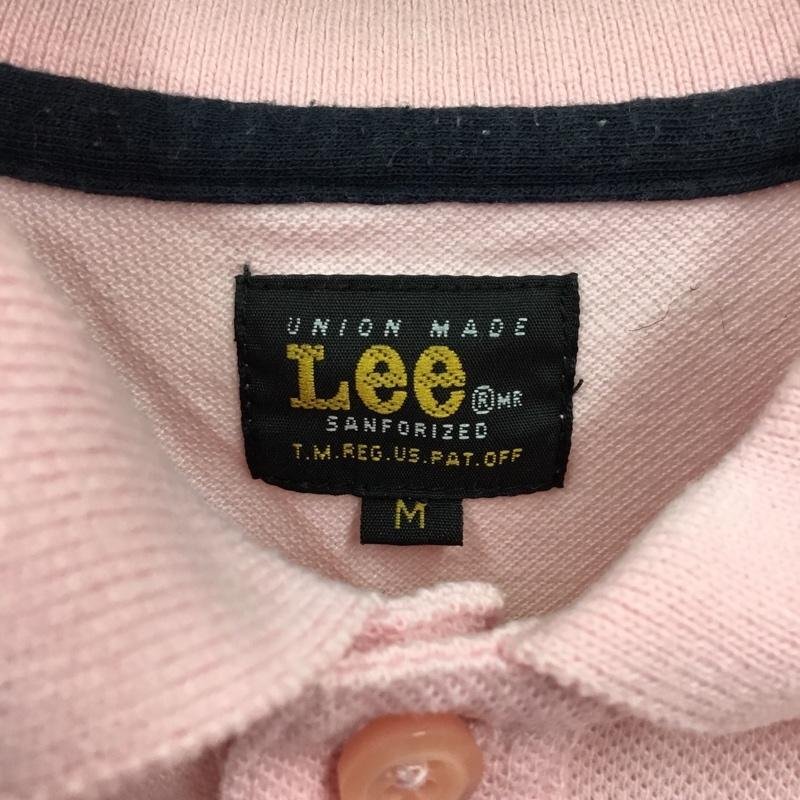 UNION MADE
Lee ® MR
SANFORIZED
T.M.REG.US.PAT.OFF
M